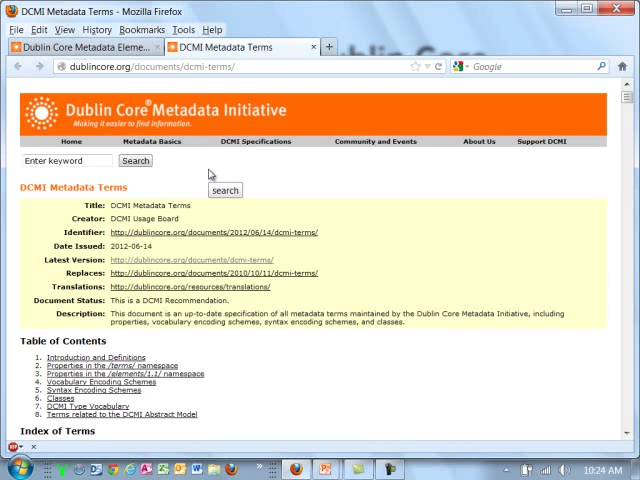 DCMI Metadata Terms - Mozilla Firefox
File Edit View History Bookmarks Tools Help
Dublin Core Metadata Eleme... × DCMI Metadata Terms × +
dublincore.org/documents/dcmi-terms/ Google
Dublin Core® Metadata Initiative
Making it easier to find information.
Home Metadata Basics DCMI Specifications Community and Events About Us Support DCMI
Enter keyword Search
search
DCMI Metadata Terms
Title: DCMI Metadata Terms
Creator: DCMI Usage Board
Identifier: http://dublincore.org/documents/2012/06/14/dcmi-terms/
Date Issued: 2012-06-14
Latest Version: http://dublincore.org/documents/dcmi-terms/
Replaces: http://dublincore.org/documents/2010/10/11/dcmi-terms/
Translations: http://dublincore.org/resources/translations/
Document Status: This is a DCMI Recommendation.
Description: This document is an up-to-date specification of all metadata terms maintained by the Dublin Core Metadata Initiative, including
properties, vocabulary encoding schemes, syntax encoding schemes, and classes.
Table of Contents
1. Introduction and Definitions
2. Properties in the /terms/ namespace
3. Properties in the /elements/1.1/ namespace
4. Vocabulary Encoding Schemes
5. Syntax Encoding Schemes
6. Classes
7. DCMI Type Vocabulary
8. Terms related to the DCMI Abstract Model
Index of Terms
10:24 AM